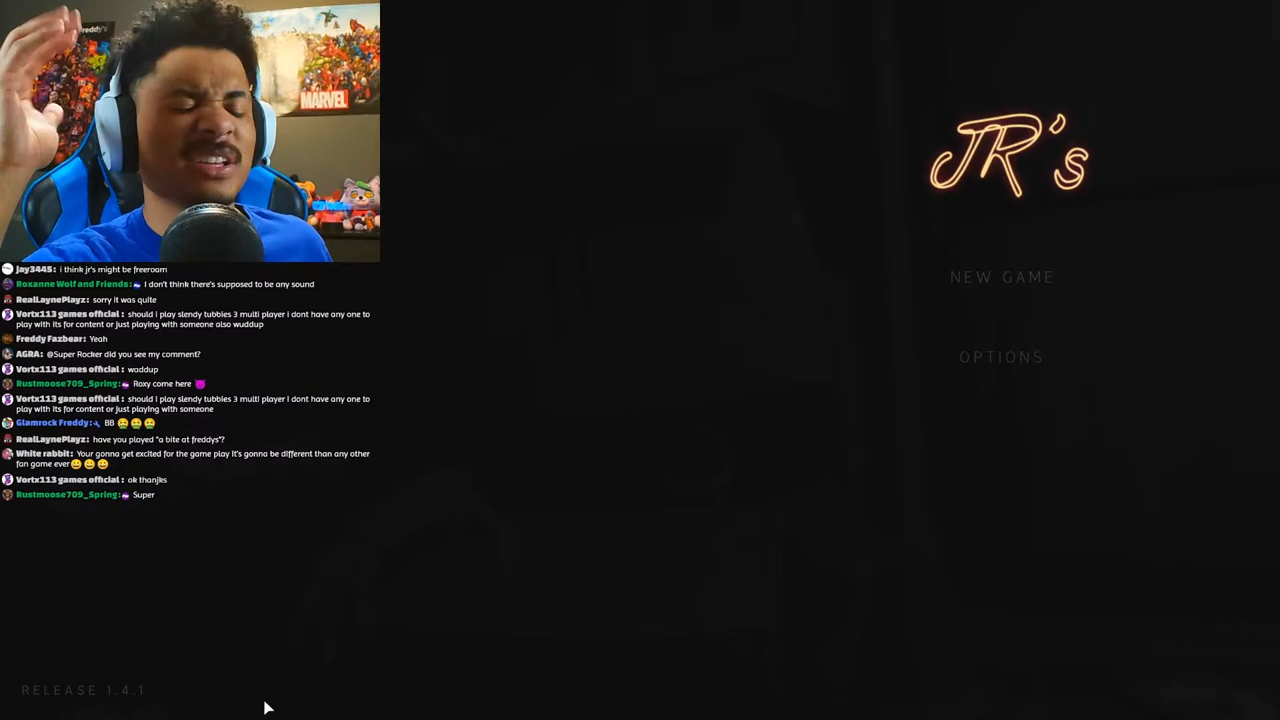 Freddy's
MARVEL
JR's
NEW GAME
OPTIONS
jay3445: i think jr's might be freeroam
Roxanne Wolf and Friends: I don't think there's supposed to be any sound
RealLaynePlayz: sorry it was quite
Vortx113 games official : should i play slendy tubbies 3 multi player i dont have any one to
play with its for content or just playing with someone also wuddup
Freddy Fazbear: Yeah
AGRA: @Super Rocker did you see my comment?
Vortx113 games official : waddup
Rustmoose709_Spring: Roxy come here 😈
Vortx113 games official : should i play slendy tubbies 3 multi player i dont have any one to
play with its for content or just playing with someone
Glamrock Freddy: BB 🤮 🤮 🤮
RealLaynePlayz: have you played "a bite at freddys"?
White rabbit: Your gonna get excited for the game play it's gonna be different than any other
fan game ever 😀 😀 😀
Vortx113 games official : ok thanjks
Rustmoose709_Spring: Super
RELEASE 1.4.1